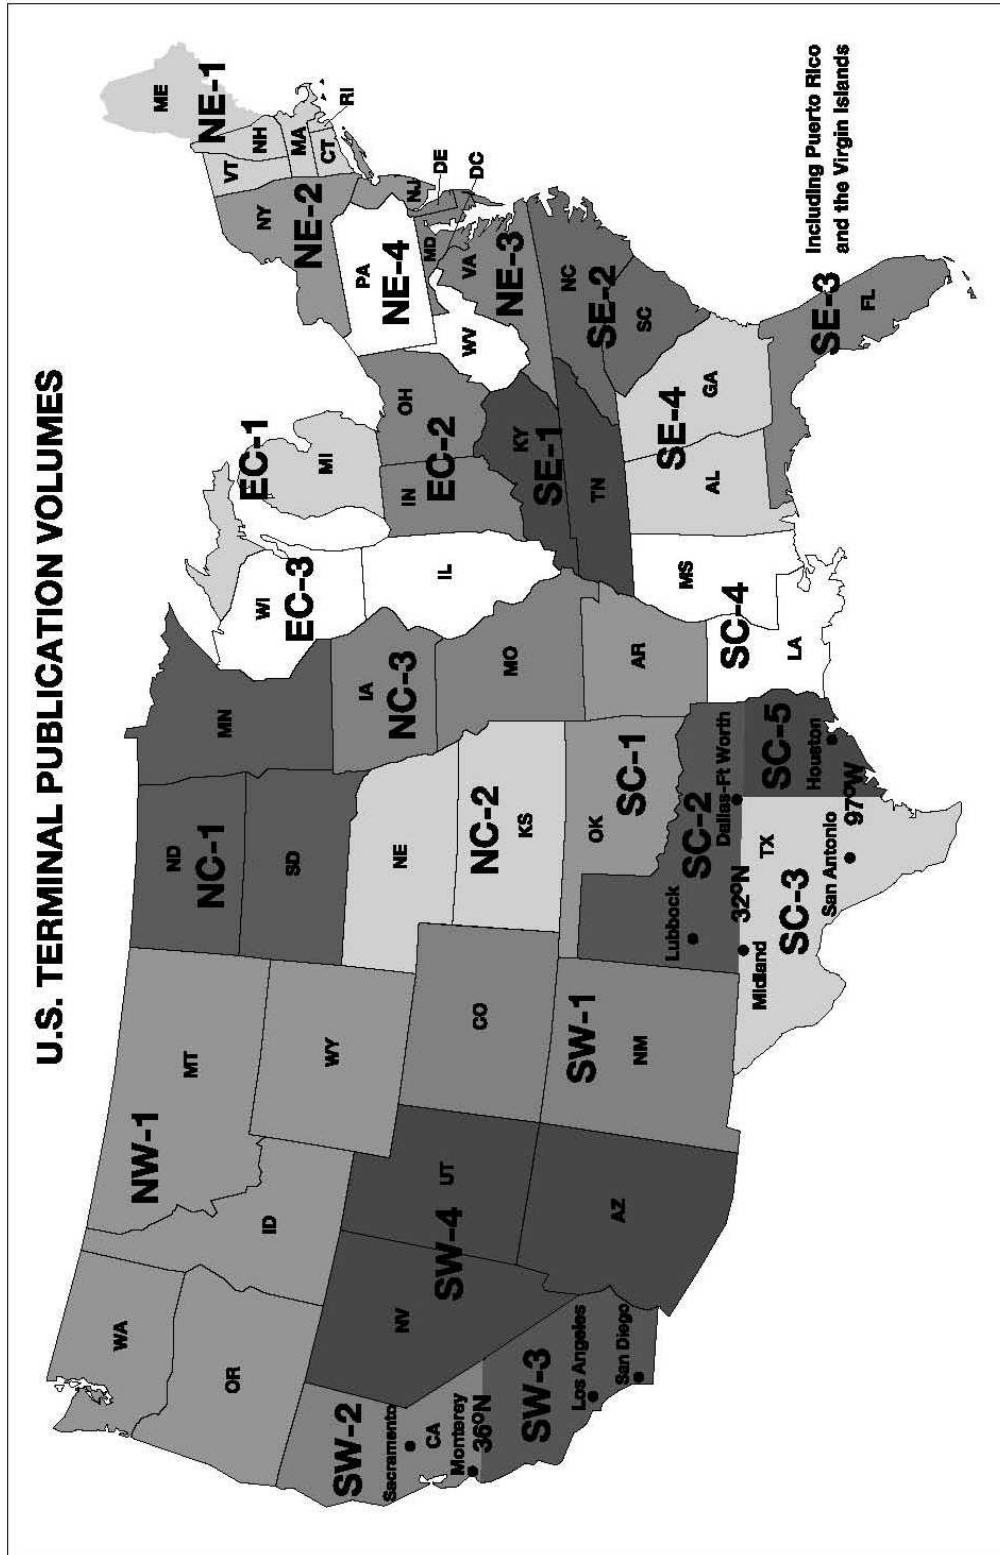 U.S. TERMINAL PUBLICATION VOLUMES
WA
OR
ID
MT
NW-1
WY
NV
UT
SW-4
AZ
SW-2
Sacramento
CA
Monterey
36ºN
SW-3
Los Angeles
San Diego
CO
SW-1
NM
ND
NC-1
SD
MN
NE
NC-2
KS
IA
NC-3
MO
OK
SC-1
AR
Lubbock
SC-2
Dallas-Ft Worth
32ºN
Midland
TX
SC-3
San Antonio
97ºW
SC-5
Houston
SC-4
LA
MS
WI
EC-3
IL
EC-1
MI
IN
OH
EC-2
KY
SE-1
TN
AL
SE-4
GA
NC
SE-2
SC
SE-3
FL
Including Puerto Rico
and the Virgin Islands
WV
VA
NE-3
MD
DC
DE
NJ
PA
NE-4
NY
NE-2
VT
NH
MA
CT
RI
NE-1
ME